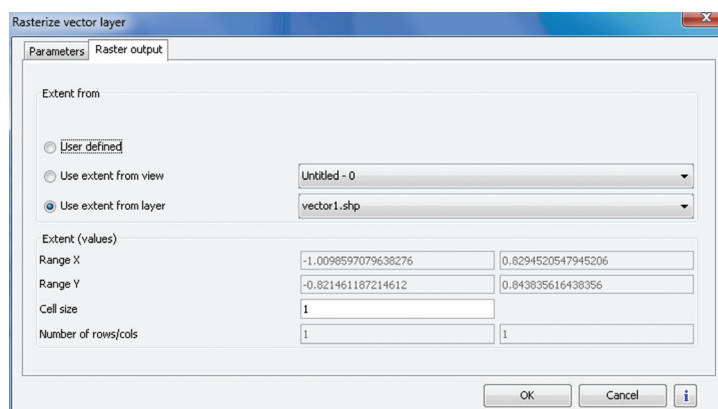 Rasterize vector layer
X
Parameters Raster output
Extent from
User defined
Use extent from view Untitled - 0
Use extent from layer vector1.shp
Extent (values)
Range X -1.0098597079638276 0.8294520547945206
Range Y -0.821461187214612 0.843835616438356
Cell size 1
Number of rows/cols 1 1
OK Cancel i